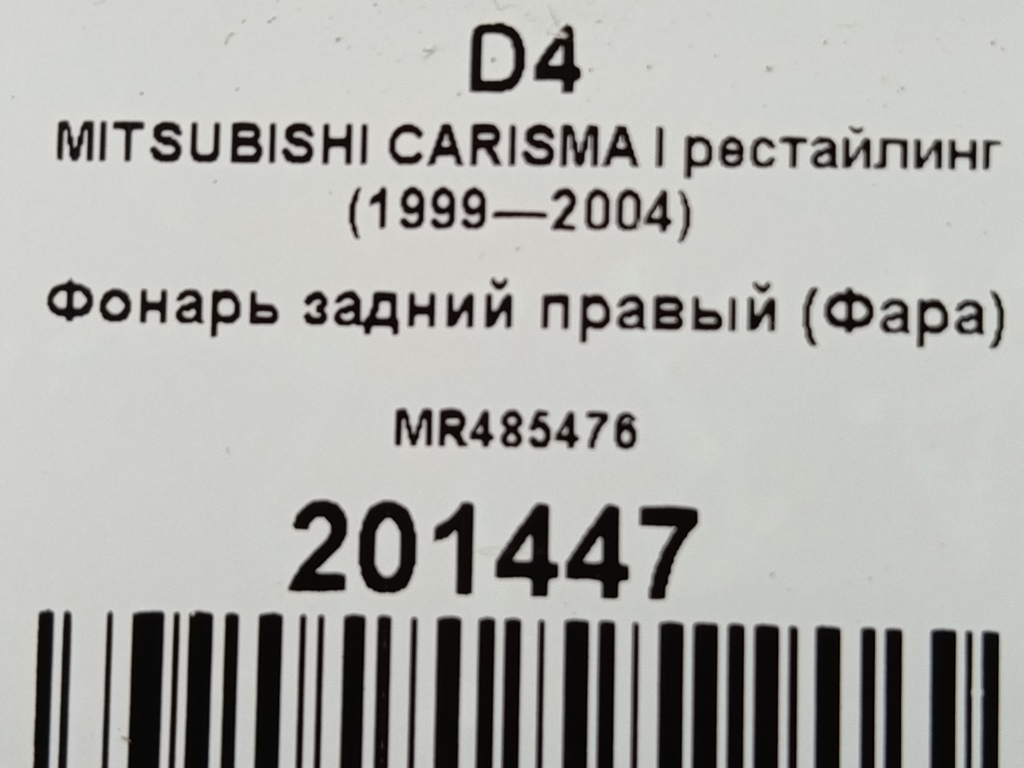 D4
MITSUBISHI CARISMA I рестайлинг
(1999—2004)
Фонарь задний правый (Фара)
MR485476
201447